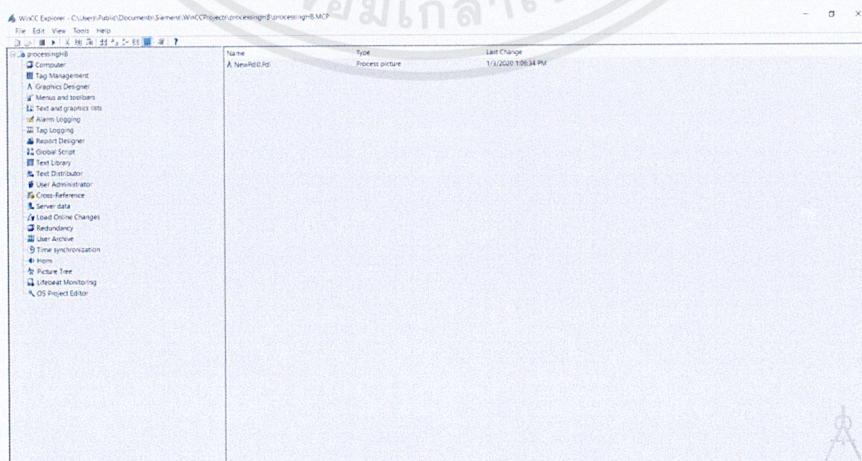 WinCC Explorer - C:\Users\Public\Documents\Siemens\WinCCProjects\processingHB\processingHB.MCP
File Edit View Tools Help
processingHB
Computer
Tag Management
Graphics Designer
Menus and toolbars
Text and graphics lists
Alarm Logging
Tag Logging
Report Designer
Global Script
Text Library
Text Distributor
User Administrator
Cross-Reference
Server data
Load Online Changes
Redundancy
User Archive
Time synchronization
Horn
Picture Tree
Lifebeat Monitoring
OS Project Editor
Name Type Last Change
NewPdl0.Pdl Process picture 1/3/2020 1:06:34 PM